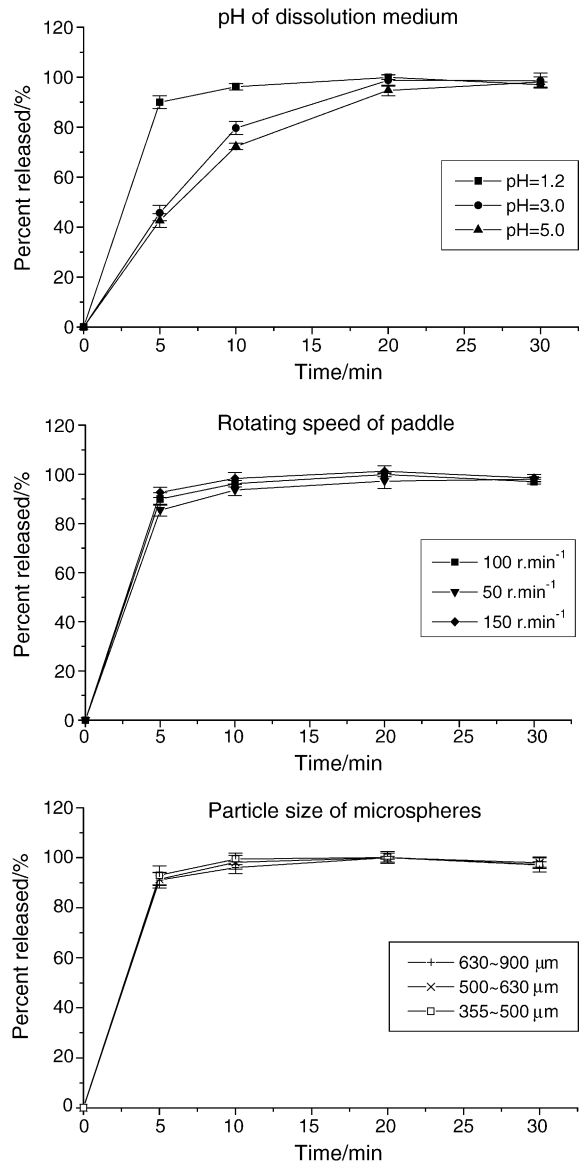 pH of dissolution medium
120
100
80
60
40
20
0
Percent released/%
pH=1.2
pH=3.0
pH=5.0
0 5 10 15 20 25 30
Time/min
Rotating speed of paddle
120
100
80
60
40
20
0
Percent released/%
100 r.min⁻¹
50 r.min⁻¹
150 r.min⁻¹
0 5 10 15 20 25 30
Time/min
Particle size of microspheres
120
100
80
60
40
20
0
Percent released/%
630~900 μm
500~630 μm
355~500 μm
0 5 10 15 20 25 30
Time/min